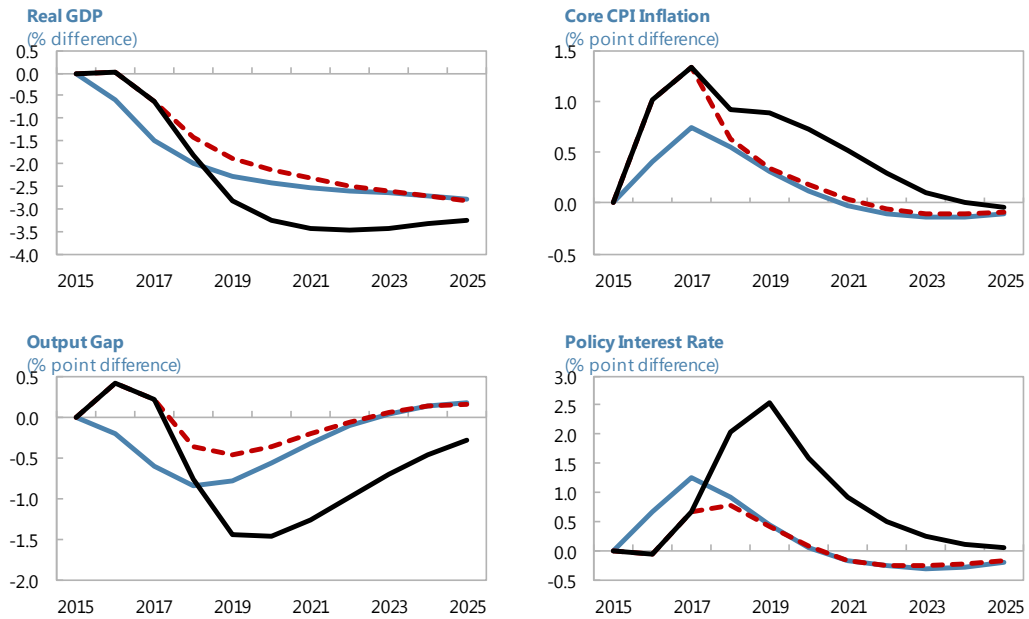 Real GDP
(% difference)
0.5
0.0
-0.5
-1.0
-1.5
-2.0
-2.5
-3.0
-3.5
-4.0
2015 2017 2019 2021 2023 2025
Core CPI Inflation
(% point difference)
1.5
1.0
0.5
0.0
-0.5
2015 2017 2019 2021 2023 2025
Output Gap
(% point difference)
0.5
0.0
-0.5
-1.0
-1.5
-2.0
2015 2017 2019 2021 2023 2025
Policy Interest Rate
(% point difference)
3.0
2.5
2.0
1.5
1.0
0.5
0.0
-0.5
2015 2017 2019 2021 2023 2025